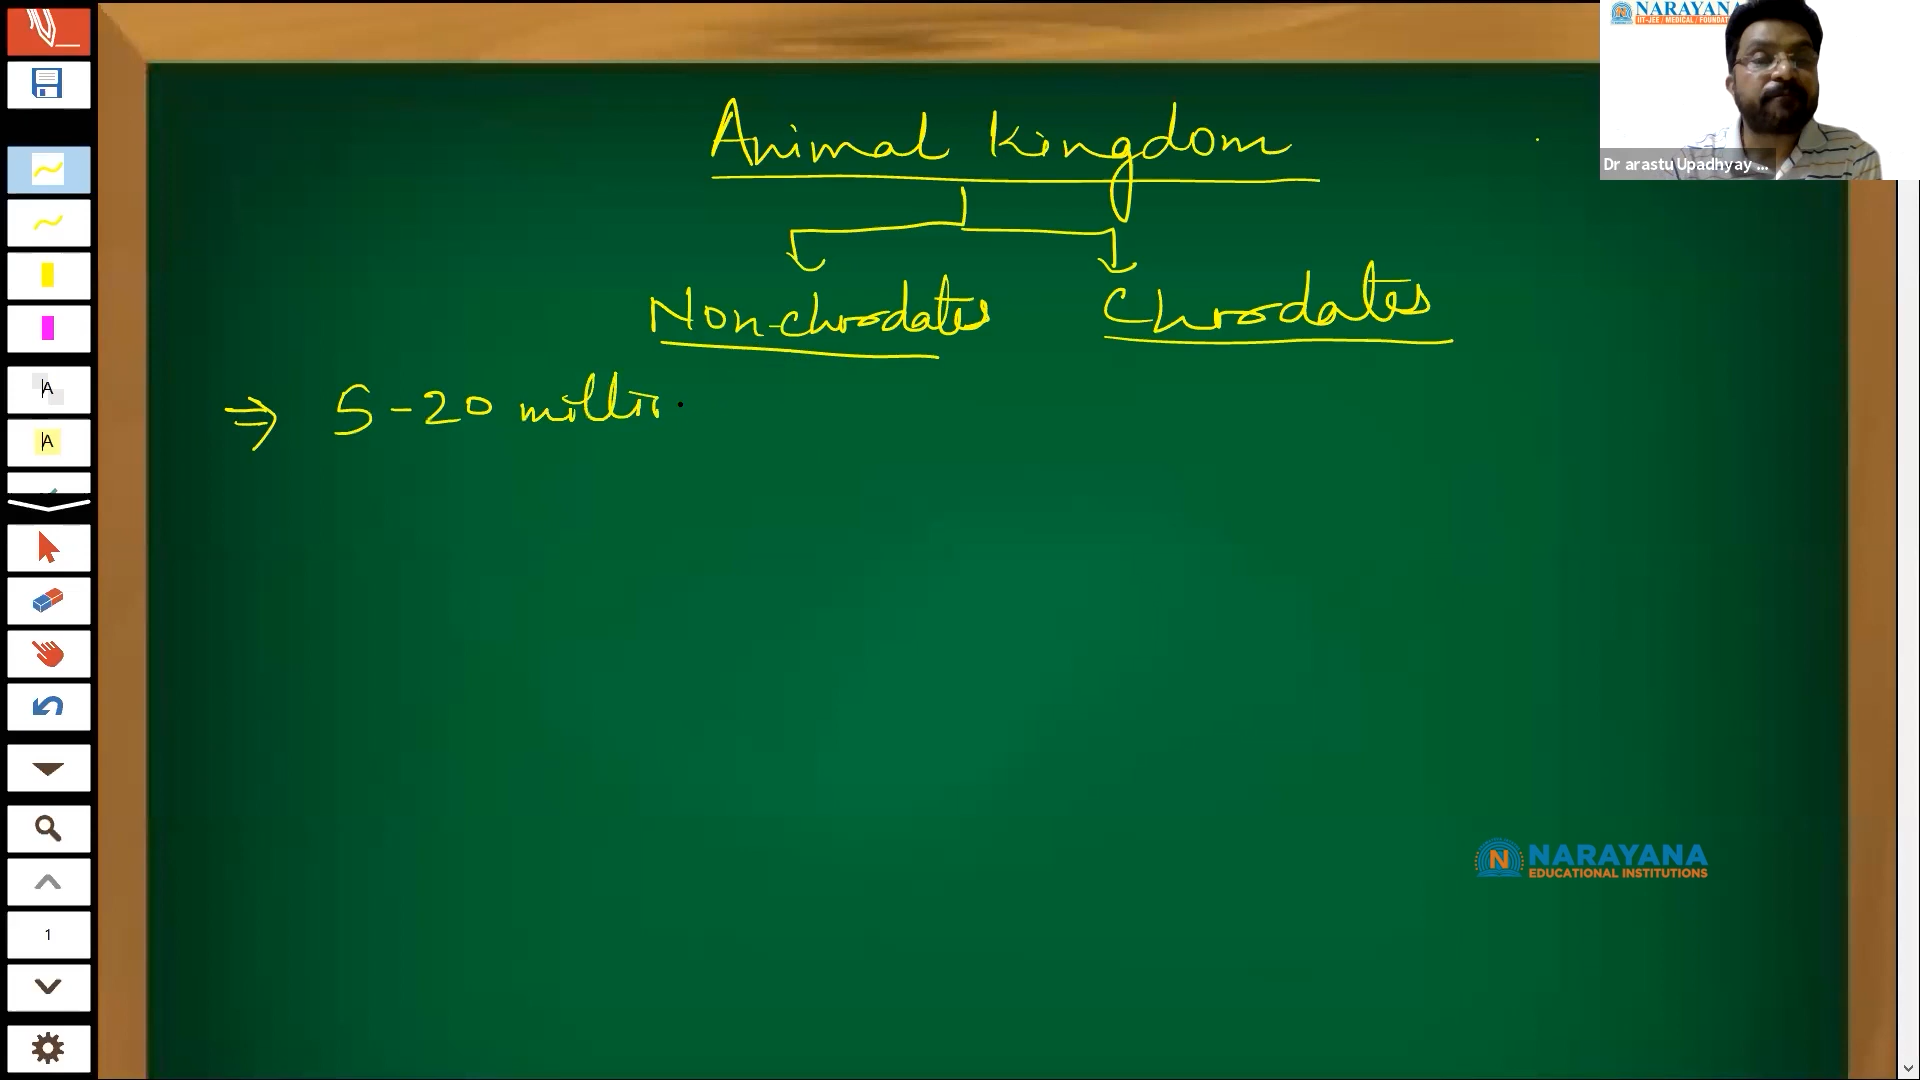 NARAYANA
IIT-JEE / MEDICAL / FOUNDAT
Dr arastu Upadhyay ...
Animal Kingdom
Non-chrodates Chrodates
⇒ 5-20 millio
A
A
1
N NARAYANA
EDUCATIONAL INSTITUTIONS